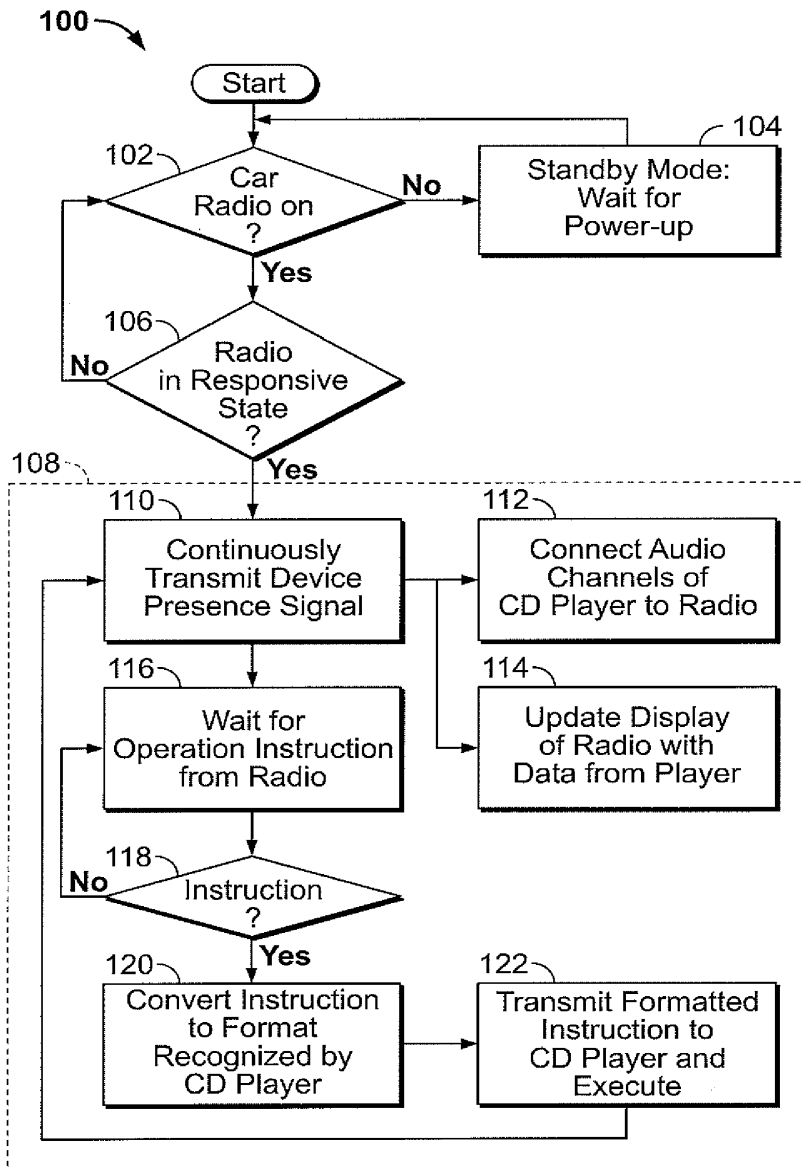 100
Start
102
Car
Radio on
?
No
104
Standby Mode:
Wait for
Power-up
Yes
106
Radio
in Responsive
State
?
No
Yes
108
110
Continuously
Transmit Device
Presence Signal
112
Connect Audio
Channels of
CD Player to Radio
116
Wait for
Operation Instruction
from Radio
114
Update Display
of Radio with
Data from Player
118
Instruction
?
No
Yes
120
Convert Instruction
to Format
Recognized by
CD Player
122
Transmit Formatted
Instruction to
CD Player and
Execute